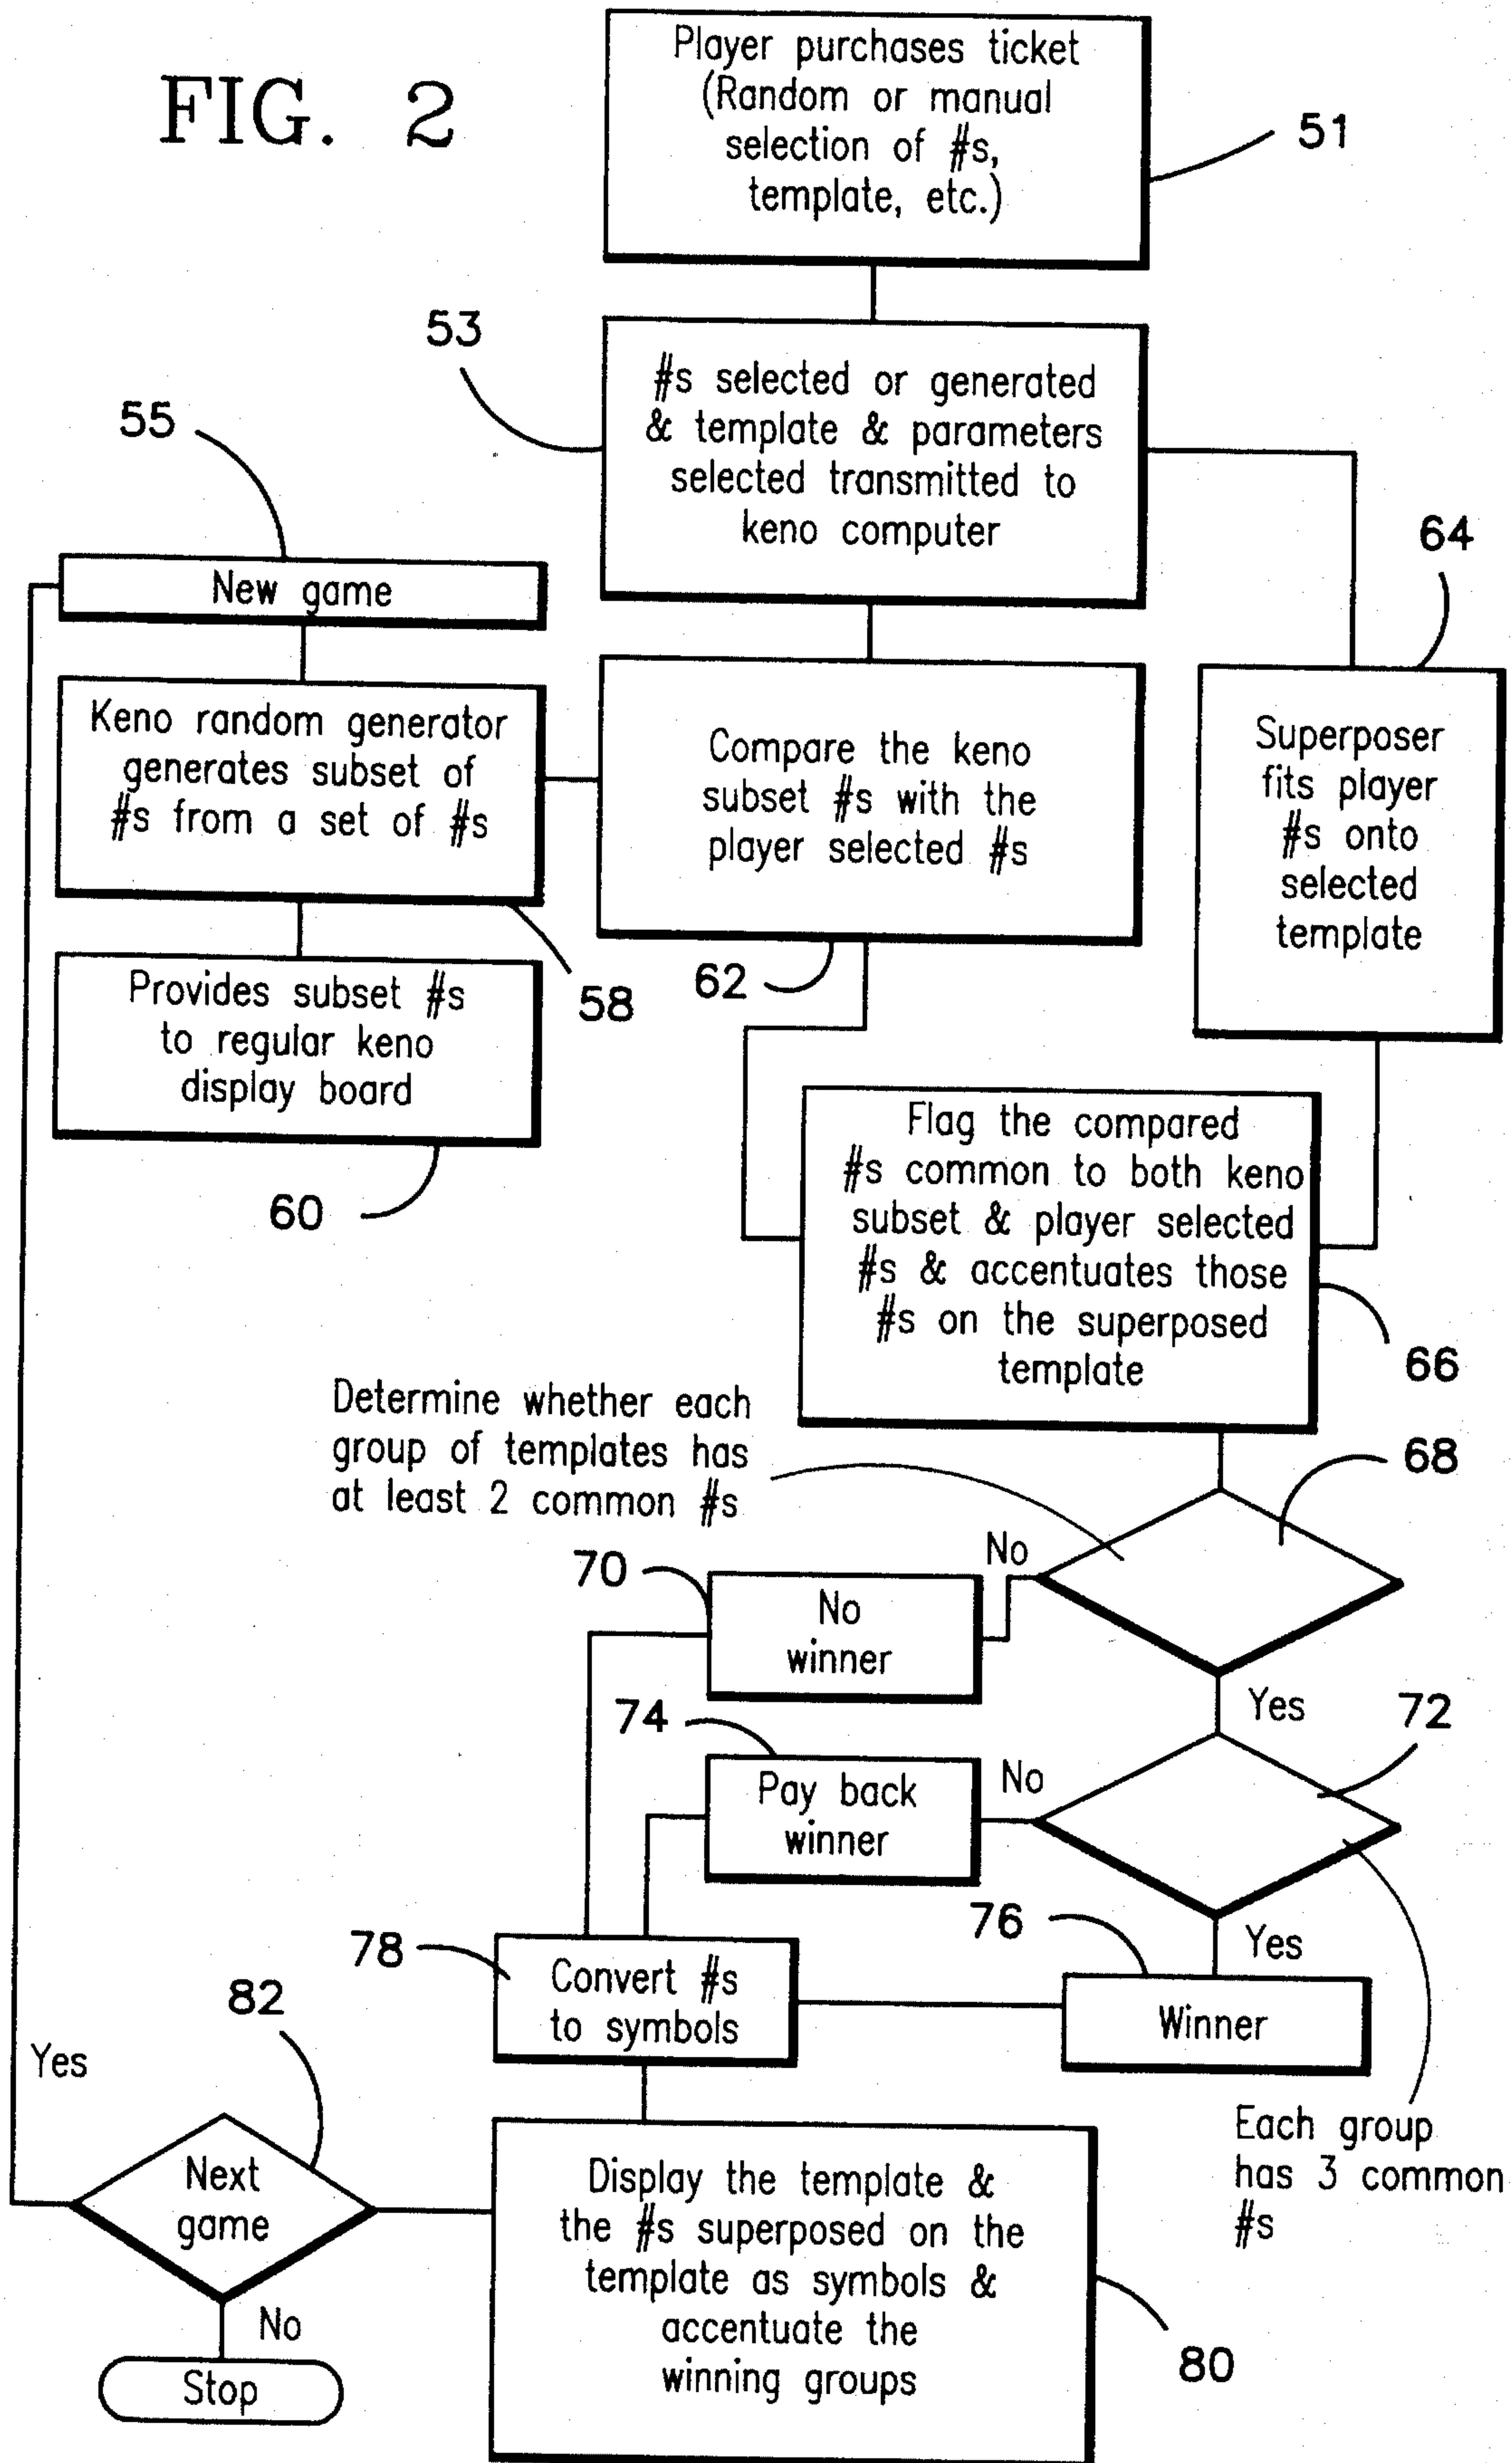 FIG. 2
Player purchases ticket
(Random or manual
selection of #s,
template, etc.)
51
53
#s selected or generated
& template & parameters
selected transmitted to
keno computer
55
New game
64
Keno random generator
generates subset of
#s from a set of #s
58
Compare the keno
subset #s with the
player selected #s
62
Superposer
fits player
#s onto
selected
template
Provides subset #s
to regular keno
display board
60
Flag the compared
#s common to both keno
subset & player selected
#s & accentuates those
#s on the superposed
template
66
Determine whether each
group of templates has
at least 2 common #s
68
No
70
No
winner
Yes
72
74
Pay back
winner
No
76
Yes
78
Convert #s
to symbols
Winner
82
Yes
Each group
has 3 common
#s
Next
game
Display the template &
the #s superposed on the
template as symbols &
accentuate the
winning groups
80
No
Stop